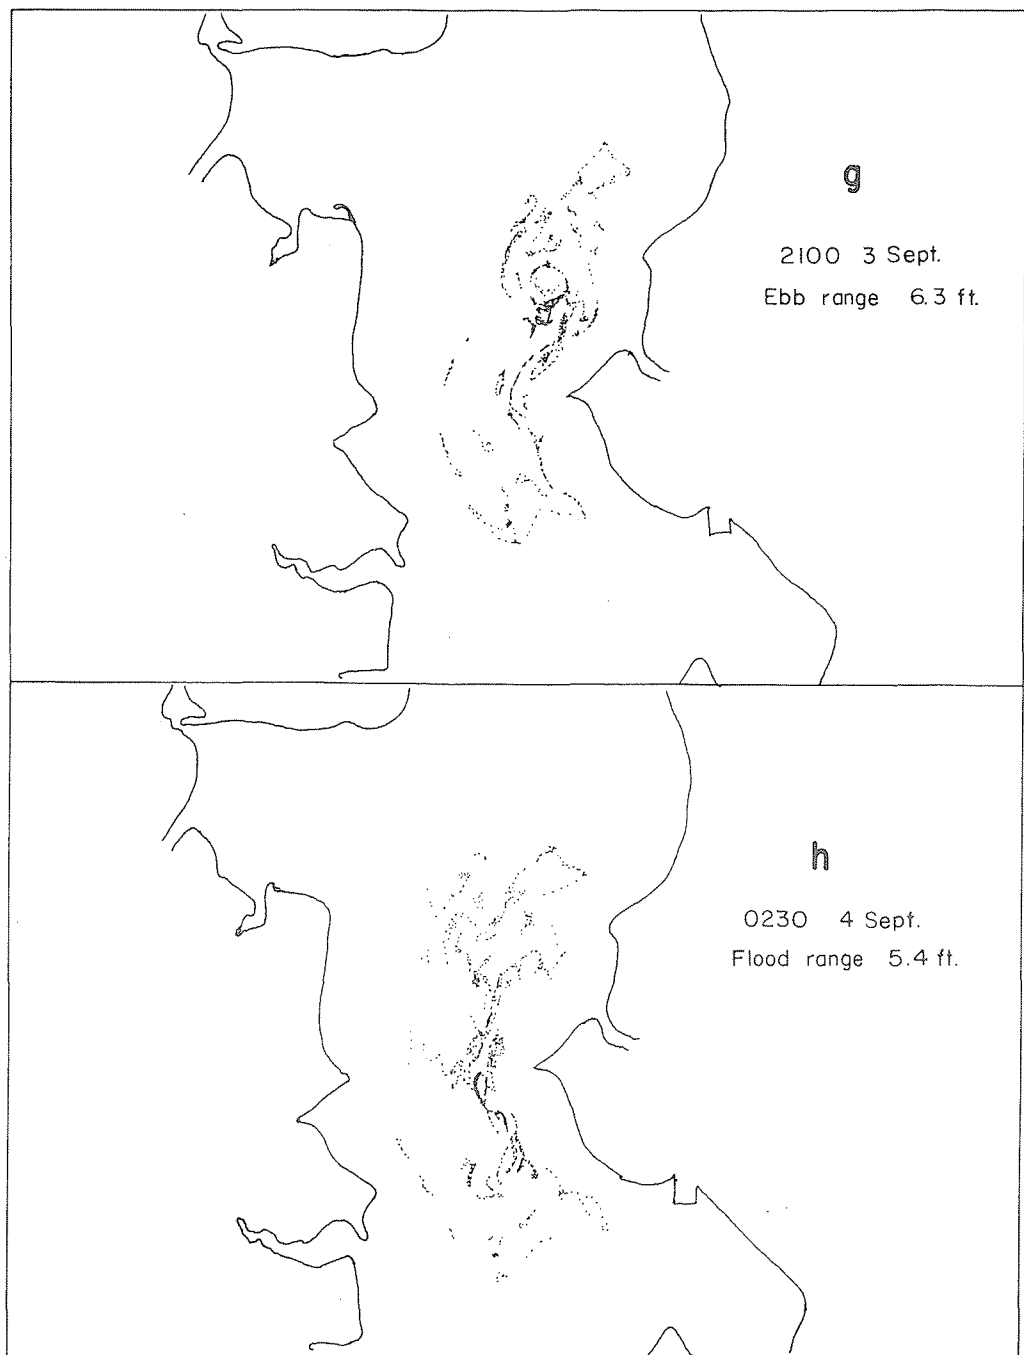 g
2100 3 Sept.
Ebb range 6.3 ft.
h
0230 4 Sept.
Flood range 5.4 ft.